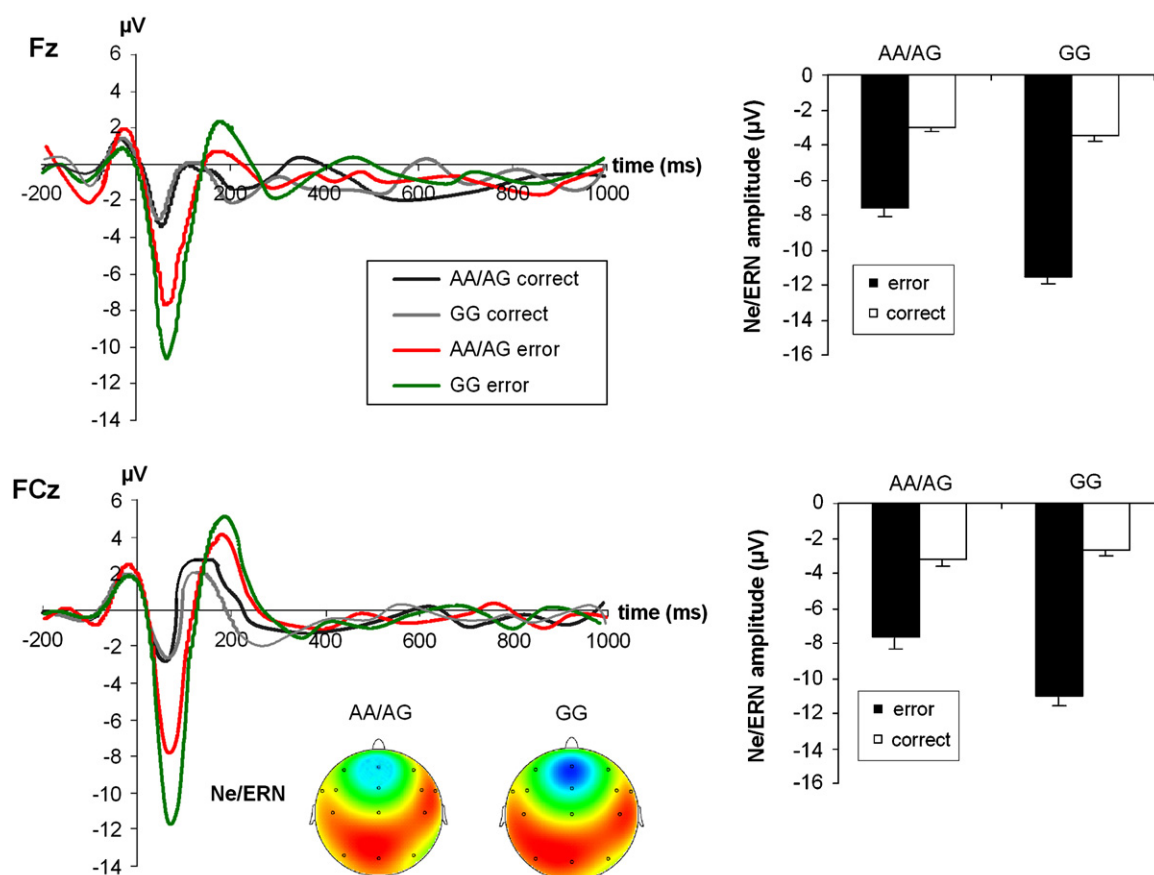 Fz
µV
6
4
2
0
-2
-4
-6
-8
-10
-12
-14
-200
200
400
600
800
1000
time (ms)
AA/AG correct
GG correct
AA/AG error
GG error
AA/AG
GG
Ne/ERN amplitude (µV)
0
-2
-4
-6
-8
-10
-12
-14
-16
error
correct
FCz
µV
6
4
2
0
-2
-4
-6
-8
-10
-12
-14
-200
200
400
600
800
1000
time (ms)
AA/AG
GG
Ne/ERN
AA/AG
GG
Ne/ERN amplitude (µV)
0
-2
-4
-6
-8
-10
-12
-14
-16
error
correct